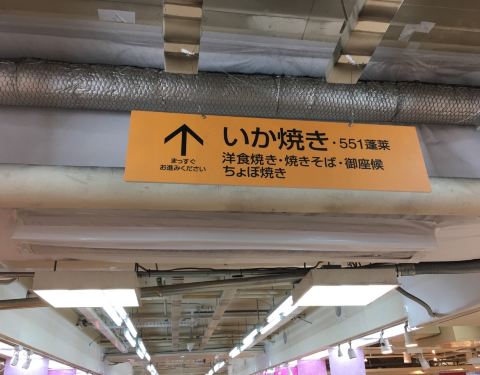 まっすぐ
お進みください
いか焼き・551蓬莱
洋食焼き・焼きそば・御座候
ちょぼ焼き